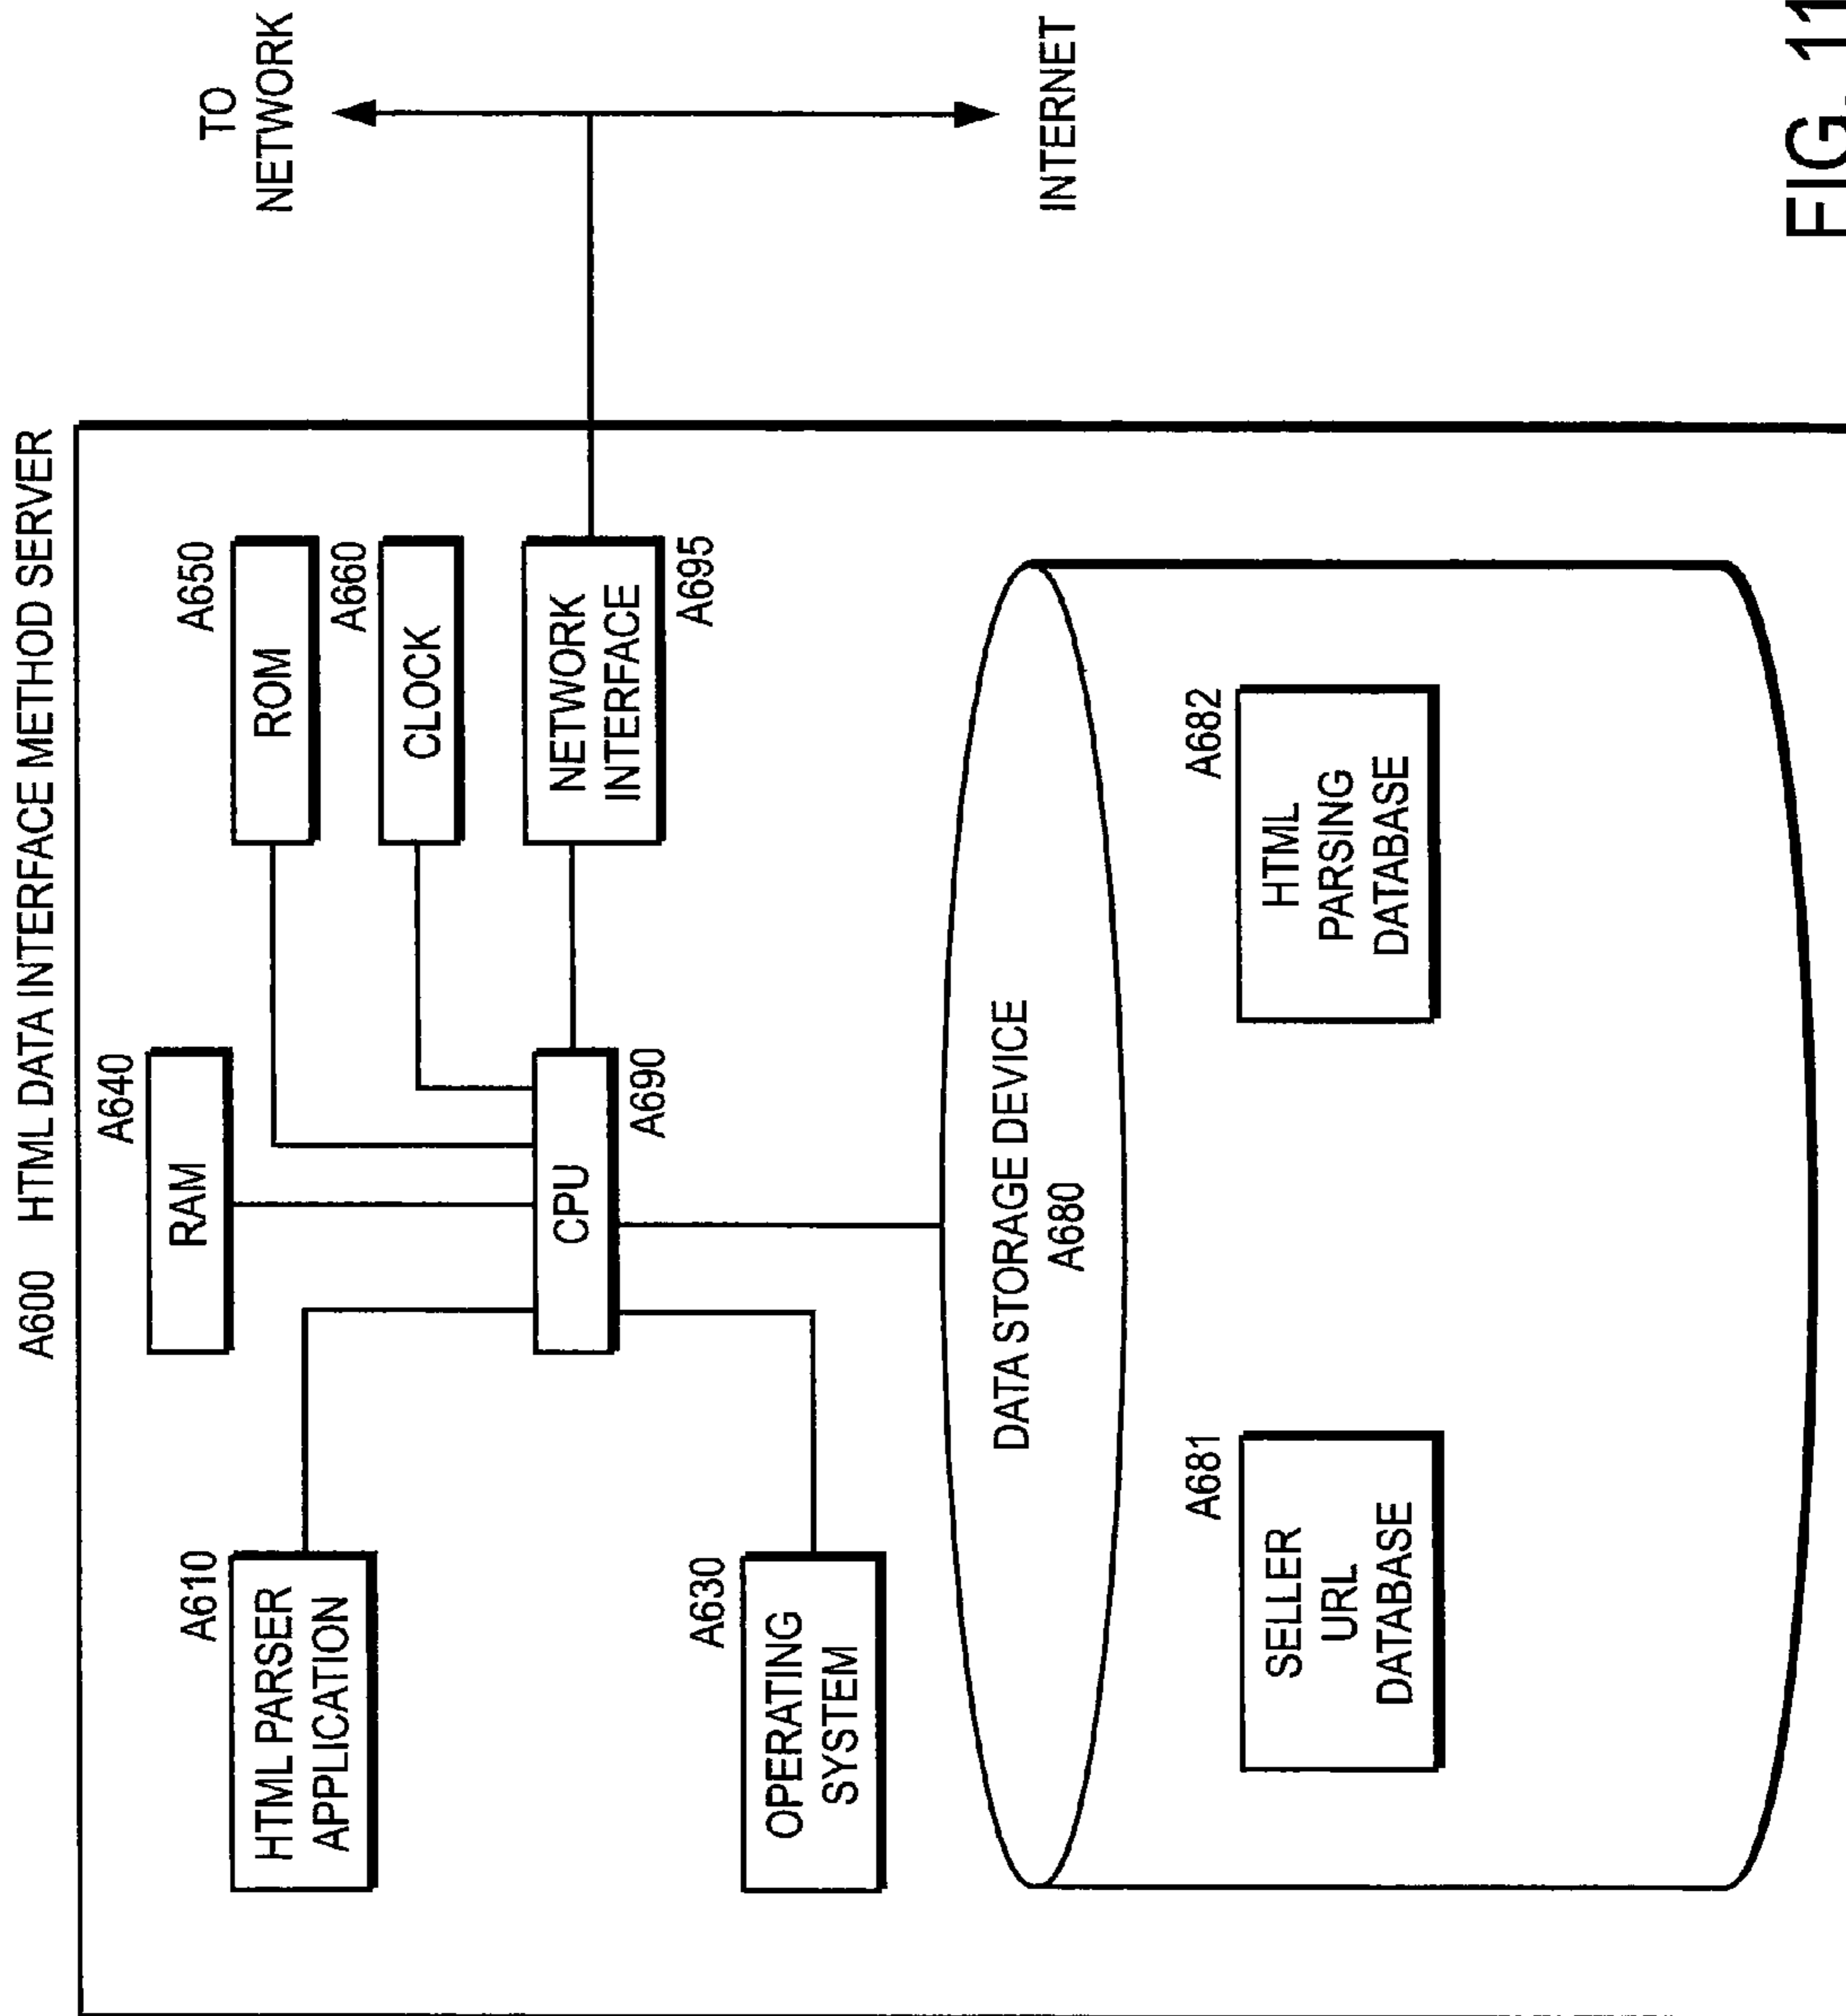 A600 HTML DATA INTERFACE METHOD SERVER
A640
RAM
A610
HTML PARSER
APPLICATION
A650
ROM
A660
CLOCK
TO
NETWORK
CPU
A690
NETWORK
INTERFACE
A695
A630
OPERATING
SYSTEM
INTERNET
DATA STORAGE DEVICE
A680
A681
SELLER
URL
DATABASE
A682
HTML
PARSING
DATABASE
FIG. 11